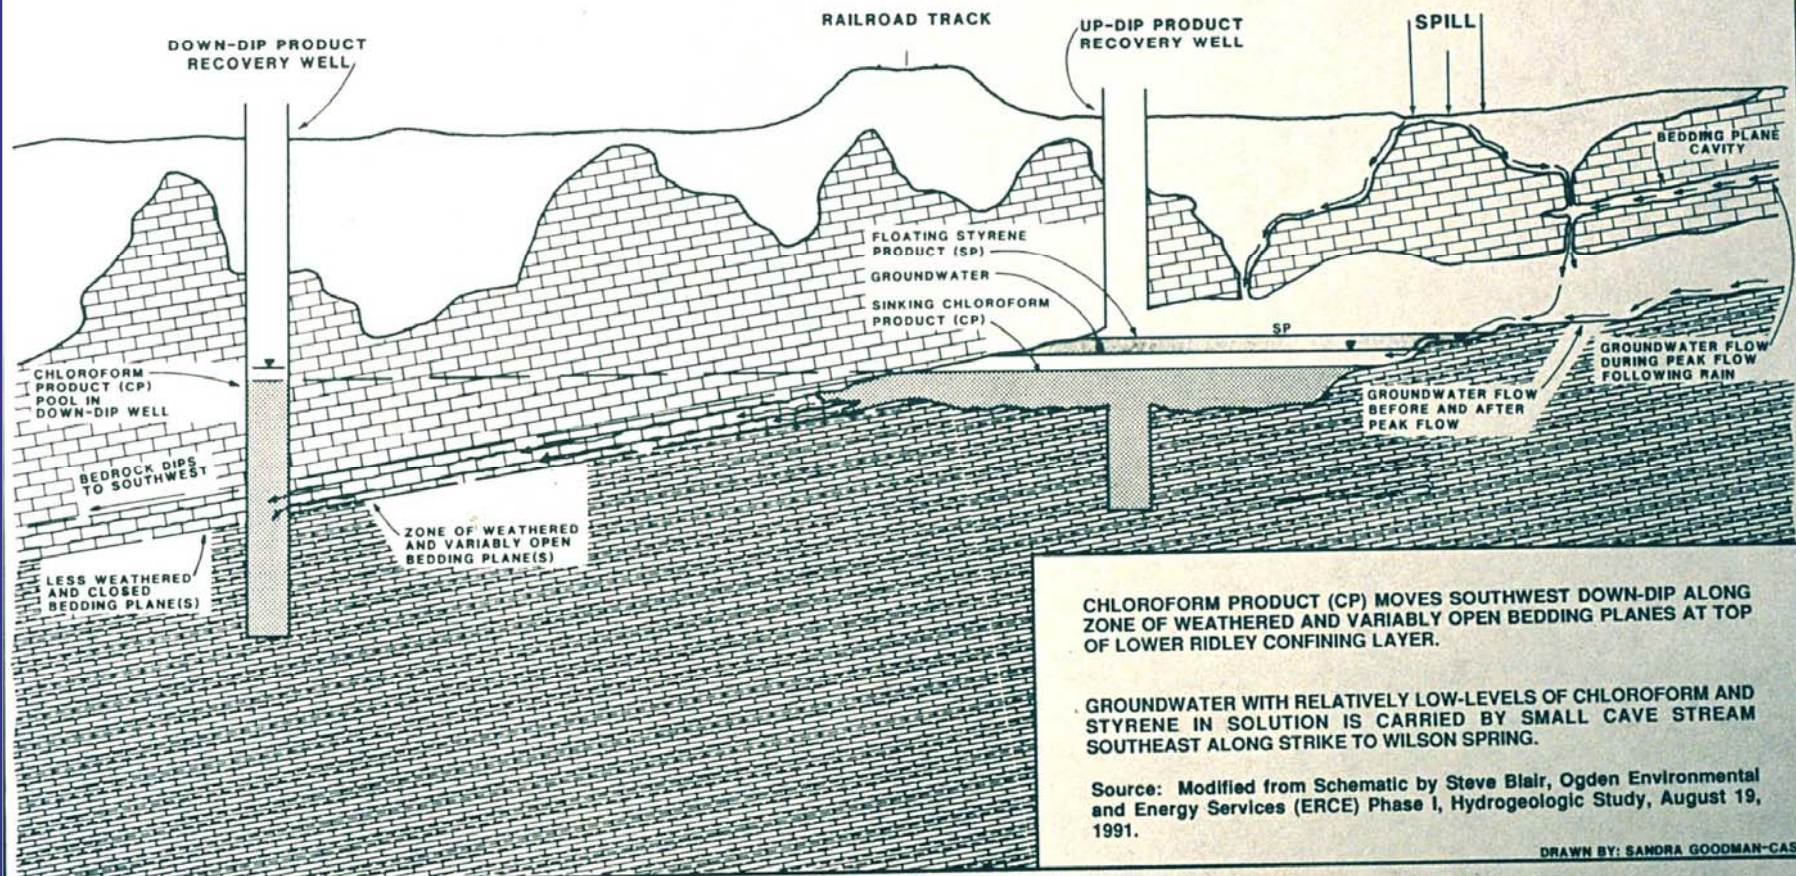 RAILROAD TRACK
UP-DIP PRODUCT
RECOVERY WELL
SPILL
DOWN-DIP PRODUCT
RECOVERY WELL
BEDDING PLANE
CAVITY
FLOATING STYRENE
PRODUCT (SP)
GROUNDWATER
SINKING CHLOROFORM
PRODUCT (CP)
SP
GROUNDWATER FLOW
DURING PEAK FLOW
FOLLOWING RAIN
CHLOROFORM
PRODUCT (CP)
POOL IN
DOWN-DIP WELL
GROUNDWATER FLOW
BEFORE AND AFTER
PEAK FLOW
BEDROCK DIPS
TO SOUTHWEST
ZONE OF WEATHERED
AND VARIABLY OPEN
BEDDING PLANE(S)
LESS WEATHERED
AND CLOSED
BEDDING PLANE(S)
CHLOROFORM PRODUCT (CP) MOVES SOUTHWEST DOWN-DIP ALONG
ZONE OF WEATHERED AND VARIABLY OPEN BEDDING PLANES AT TOP
OF LOWER RIDLEY CONFINING LAYER.
GROUNDWATER WITH RELATIVELY LOW-LEVELS OF CHLOROFORM AND
STYRENE IN SOLUTION IS CARRIED BY SMALL CAVE STREAM
SOUTHEAST ALONG STRIKE TO WILSON SPRING.
Source: Modified from Schematic by Steve Blair, Ogden Environmental
and Energy Services (ERCE) Phase I, Hydrogeologic Study, August 19,
1991.
DRAWN BY: SANDRA GOODMAN-CAS